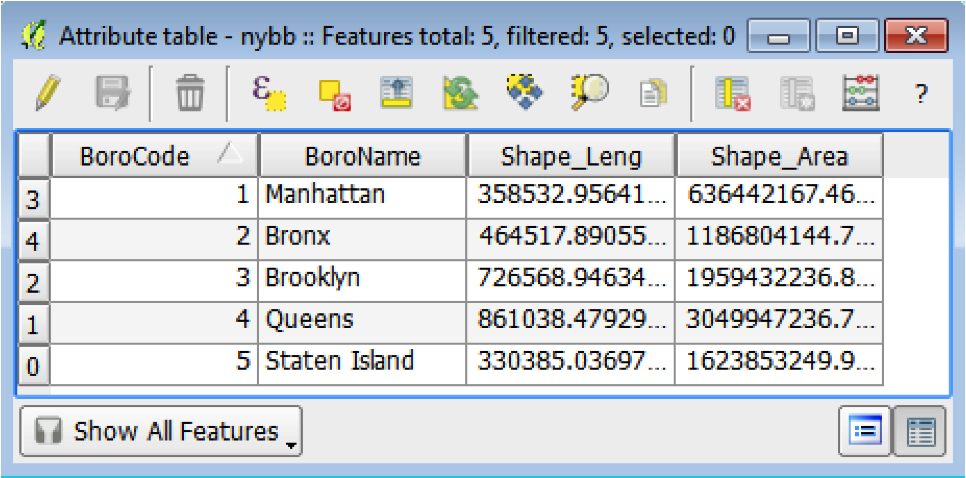 Attribute table - nybb :: Features total: 5, filtered: 5, selected: 0
ε ?
BoroCode BoroName Shape_Leng Shape_Area
3 1 Manhattan 358532.95641... 636442167.46...
4 2 Bronx 464517.89055... 1186804144.7...
2 3 Brooklyn 726568.94634... 1959432236.8...
1 4 Queens 861038.47929... 3049947236.7...
0 5 Staten Island 330385.03697... 1623853249.9...
Show All Features